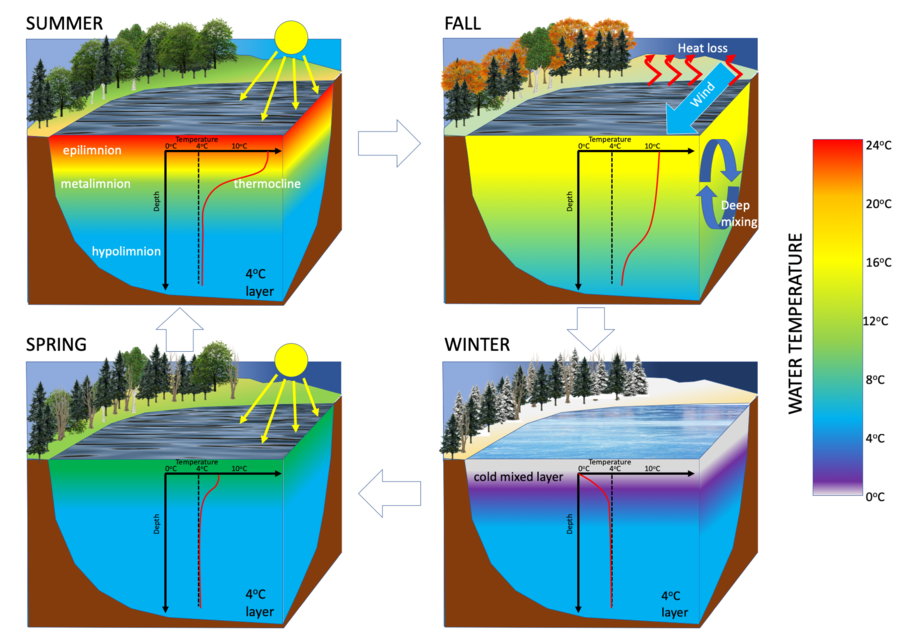 SUMMER
Temperature
0°C 4°C 10°C
epilimnion
metalimnion
thermocline
Depth
hypolimnion
4°C
layer
FALL
Heat loss
Wind
Temperature
0°C 4°C 10°C
Depth
Deep
mixing
SPRING
Temperature
0°C 4°C 10°C
Depth
4°C
layer
WINTER
Temperature
0°C 4°C 10°C
cold mixed layer
Depth
4°C
layer
WATER TEMPERATURE
24°C
20°C
16°C
12°C
8°C
4°C
0°C